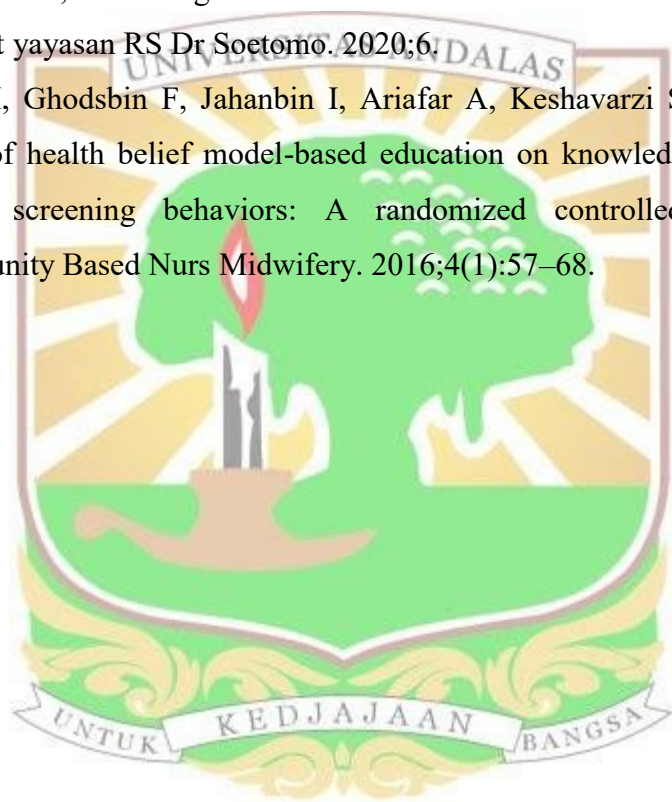 t yayasan RS Dr Soetomo. 2020;6.
UNIVERSITAS ANDALAS
, Ghodsbin F, Jahanbin I, Ariafar A, Keshavarzi S
of health belief model-based education on knowled
screening behaviors: A randomized controlled
unity Based Nurs Midwifery. 2016;4(1):57–68.
UNTUK KEDJAJAAN BANGSA